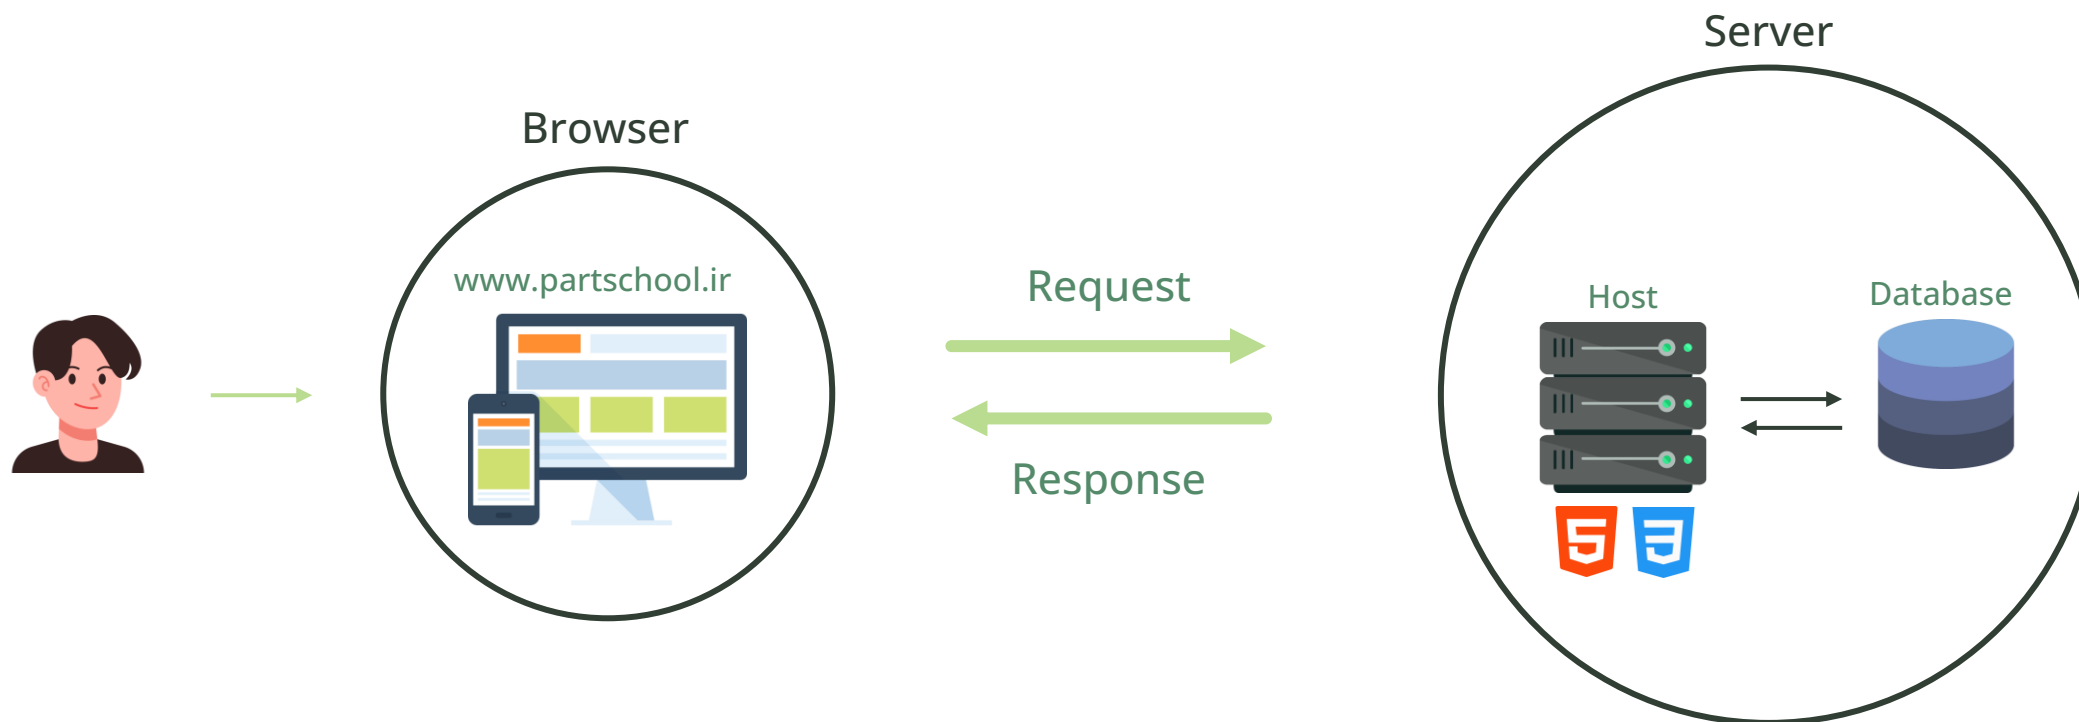 Server
Browser
www.partschool.ir
Request
Host
Database
Response